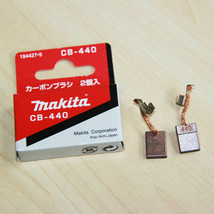 194427-5
CB-440
カーボンブラシ 2個入
makita
CB-440
Makita Corporation
Anjo, Aichi, Japan
440